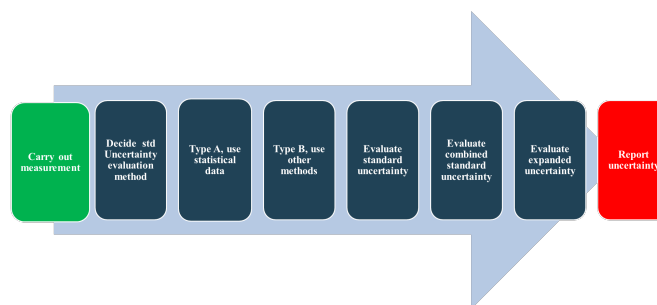 Carry out
measurement
Decide std
Uncertainty
evaluation
method
Type A, use
statistical
data
Type B, use
other
methods
Evaluate
standard
uncertainty
Evaluate
combined
standard
uncertainty
Evaluate
expanded
uncertainty
Report
uncertainty